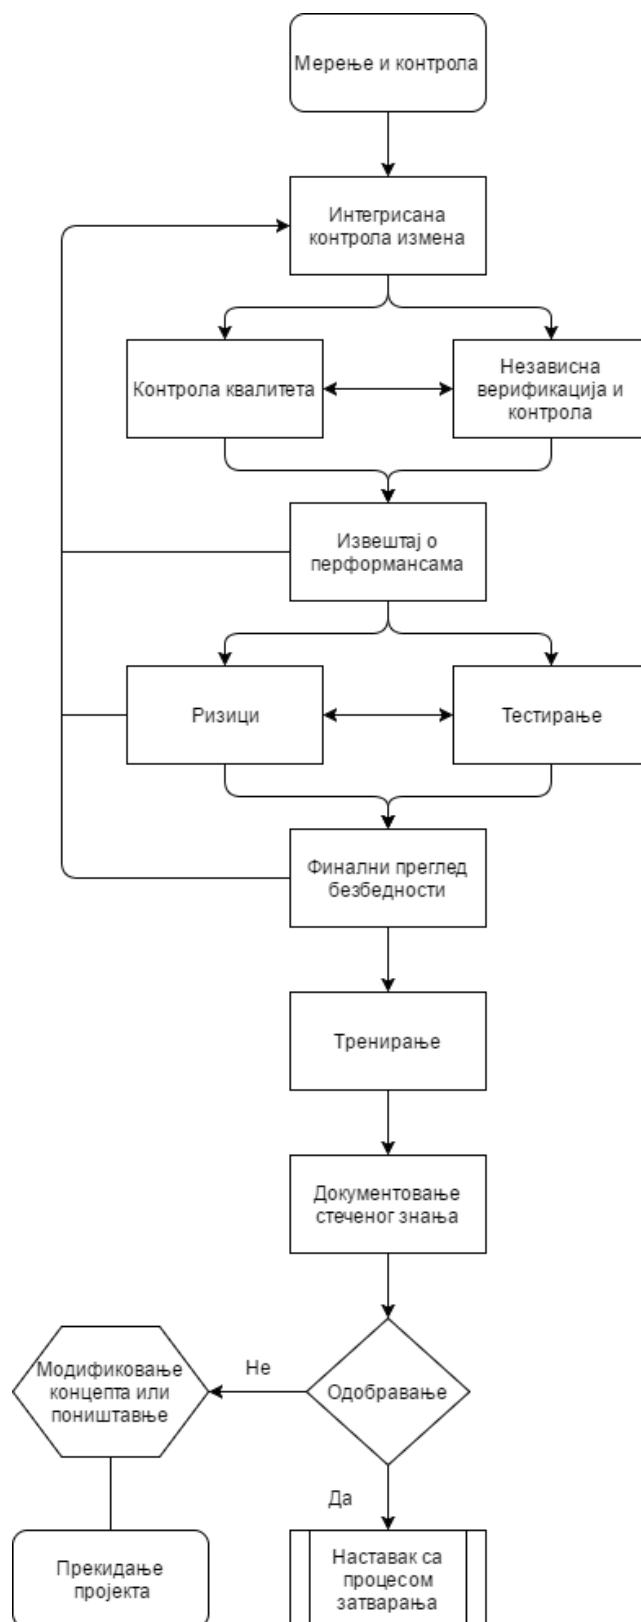 Мерење и контрола
Интегрисана
контрола измена
Контрола квалитета
Независна
верификација и
контрола
Извештај о
перформансама
Ризици
Тестирање
Финални преглед
безбедности
Тренирање
Документовање
стеченог знања
Одобравање
Не
Модификовање
концепта или
поништавње
Да
Прекидање
пројекта
Наставак са
процесом
затварања